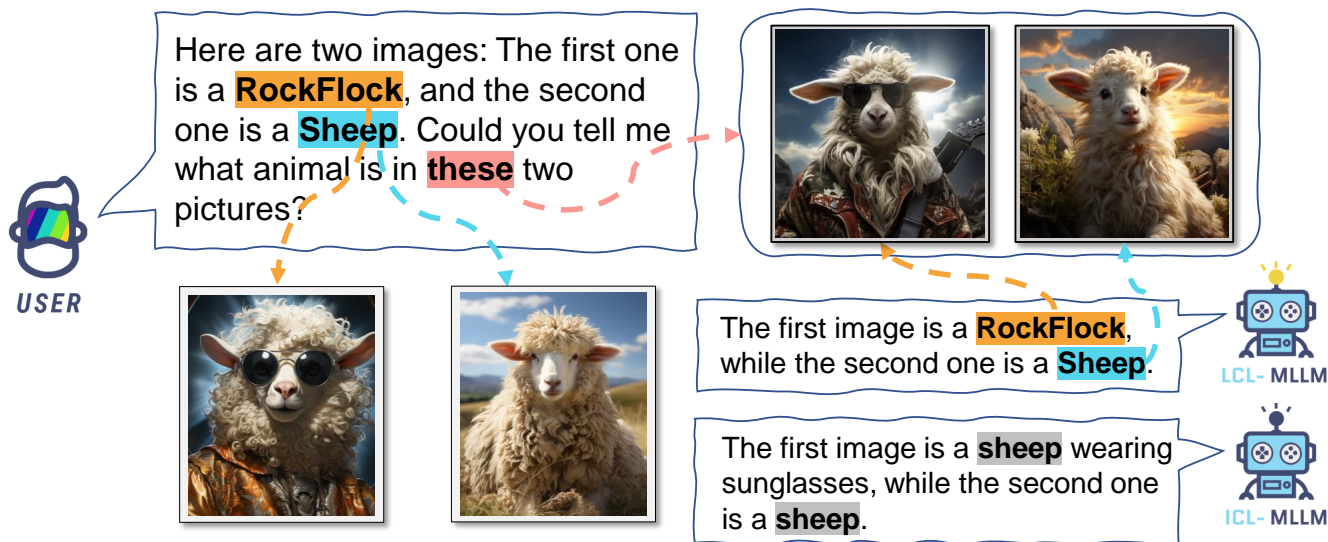 Here are two images: The first one
is a RockFlock, and the second
one is a Sheep. Could you tell me
what animal is in these two
pictures?
USER
The first image is a RockFlock,
while the second one is a Sheep.
LCL- MLLM
The first image is a sheep wearing
sunglasses, while the second one
is a sheep.
ICL- MLLM